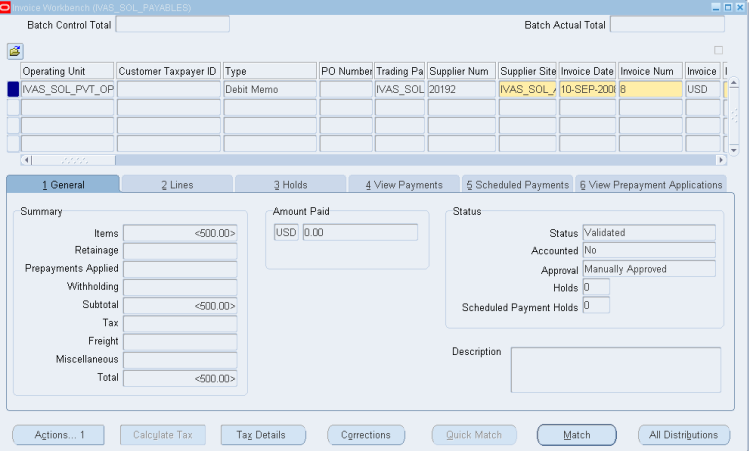 Invoice Workbench (IVAS_SOL_PAYABLES)
Batch Control Total
Batch Actual Total
Operating Unit Customer Taxpayer ID Type PO Number Trading Pa Supplier Num Supplier Site Invoice Date Invoice Num Invoice
IVAS_SOL_PVT_OP Debit Memo IVAS_SOL 20192 IVAS_SOL_ 10-SEP-200 8 USD
1 General 2 Lines 3 Holds 4 View Payments 5 Scheduled Payments 6 View Prepayment Applications
Summary
Items <500.00>
Retainage
Prepayments Applied
Withholding
Subtotal <500.00>
Tax
Freight
Miscellaneous
Total <500.00>
Amount Paid
USD 0.00
Status
Status Validated
Accounted No
Approval Manually Approved
Holds 0
Scheduled Payment Holds 0
Description
Actions... 1 Calculate Tax Tax Details Corrections Quick Match Match All Distributions